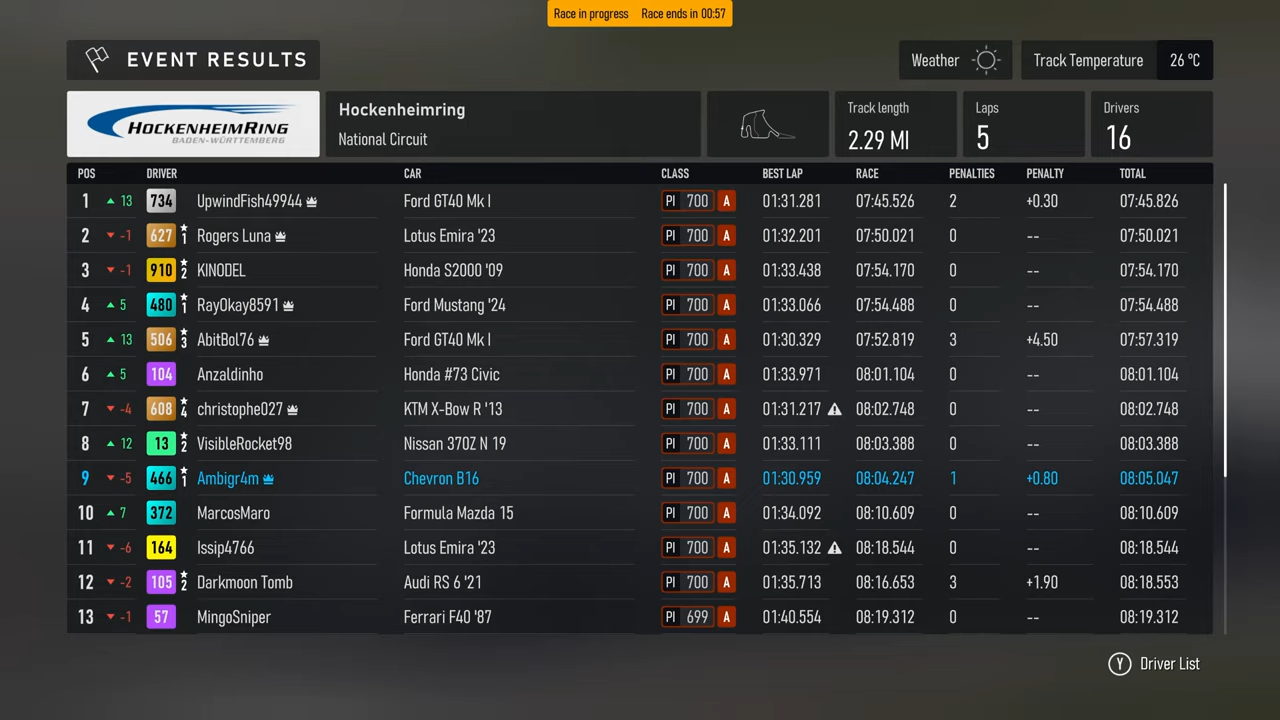 Race in progress Race ends in 00:57
EVENT RESULTS Weather Track Temperature 26 ºC
HOCKENHEIMRING
BADEN-WÜRTTEMBERG
Hockenheimring
National Circuit
Track length
2.29 MI
Laps
5
Drivers
16
POS DRIVER CAR CLASS BEST LAP RACE PENALTIES PENALTY TOTAL
1 13 734 UpwindFish49944 Ford GT40 Mk I PI 700 A 01:31.281 07:45.526 2 +0.30 07:45.826
2 -1 627 1 Rogers Luna Lotus Emira '23 PI 700 A 01:32.201 07:50.021 0 -- 07:50.021
3 -1 910 2 KINODEL Honda S2000 '09 PI 700 A 01:33.438 07:54.170 0 -- 07:54.170
4 5 480 1 RayOkay8591 Ford Mustang '24 PI 700 A 01:33.066 07:54.488 0 -- 07:54.488
5 13 506 3 AbitBol76 Ford GT40 Mk I PI 700 A 01:30.329 07:52.819 3 +4.50 07:57.319
6 5 104 Anzaldinho Honda #73 Civic PI 700 A 01:33.971 08:01.104 0 -- 08:01.104
7 -4 608 4 christophe027 KTM X-Bow R '13 PI 700 A 01:31.217 08:02.748 0 -- 08:02.748
8 12 13 2 VisibleRocket98 Nissan 370Z N 19 PI 700 A 01:33.111 08:03.388 0 -- 08:03.388
9 -5 466 1 Ambigr4m Chevron B16 PI 700 A 01:30.959 08:04.247 1 +0.80 08:05.047
10 7 372 MarcosMaro Formula Mazda 15 PI 700 A 01:34.092 08:10.609 0 -- 08:10.609
11 -6 164 Issip4766 Lotus Emira '23 PI 700 A 01:35.132 08:18.544 0 -- 08:18.544
12 -2 105 2 Darkmoon Tomb Audi RS 6 '21 PI 700 A 01:35.713 08:16.653 3 +1.90 08:18.553
13 -1 57 MingoSniper Ferrari F40 '87 PI 699 A 01:40.554 08:19.312 0 -- 08:19.312
Y Driver List